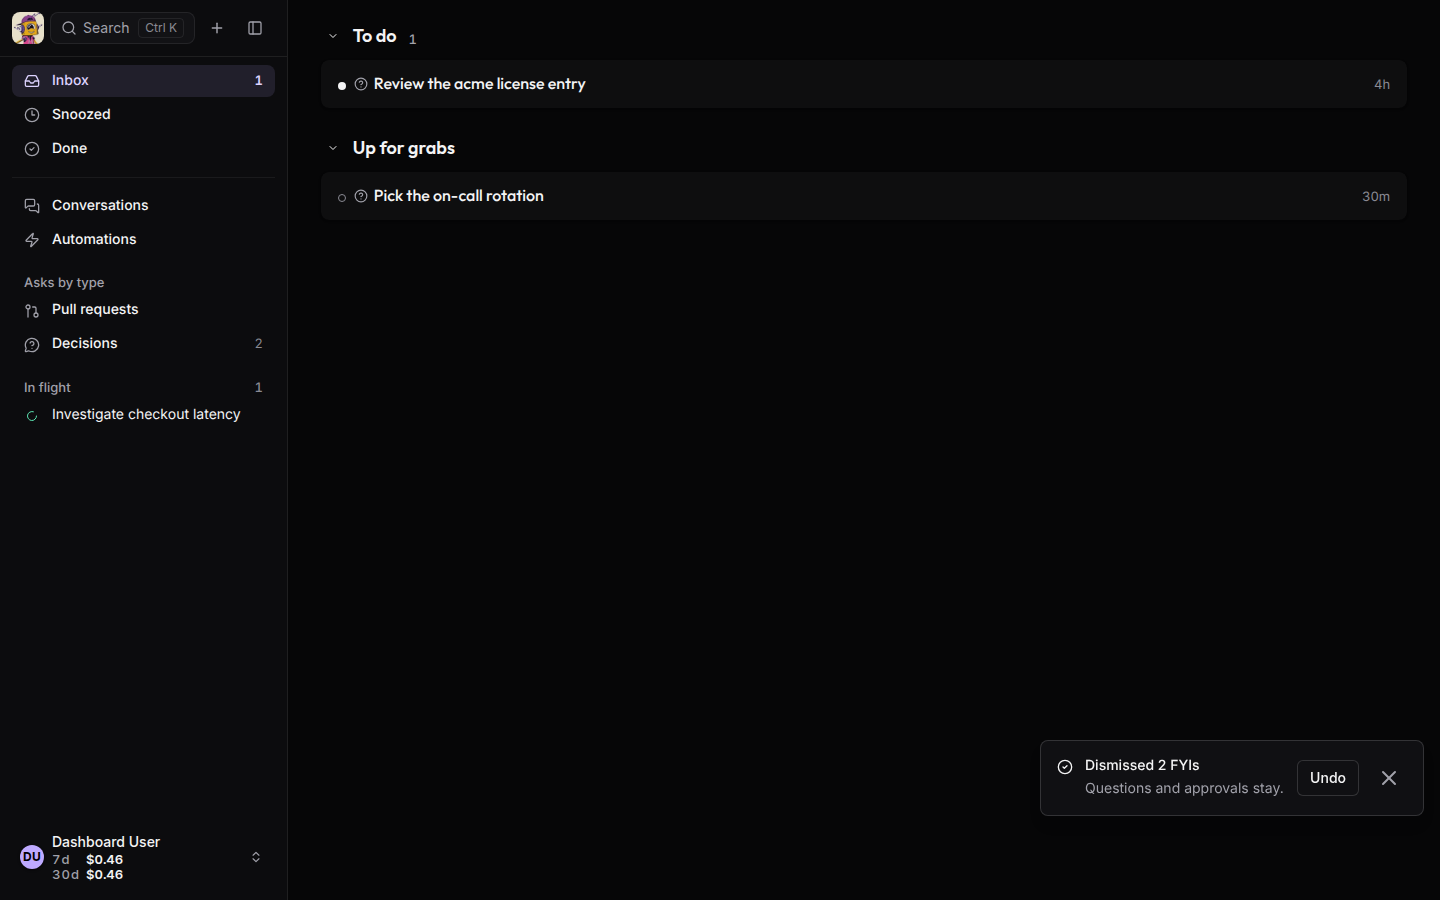 Search Ctrl K
Inbox 1
Snoozed
Done
Conversations
Automations
Asks by type
Pull requests
Decisions 2
In flight 1
Investigate checkout latency
DU
Dashboard User
7d $0.46
30d $0.46
To do 1
Review the acme license entry 4h
Up for grabs
Pick the on-call rotation 30m
Dismissed 2 FYIs
Questions and approvals stay.
Undo